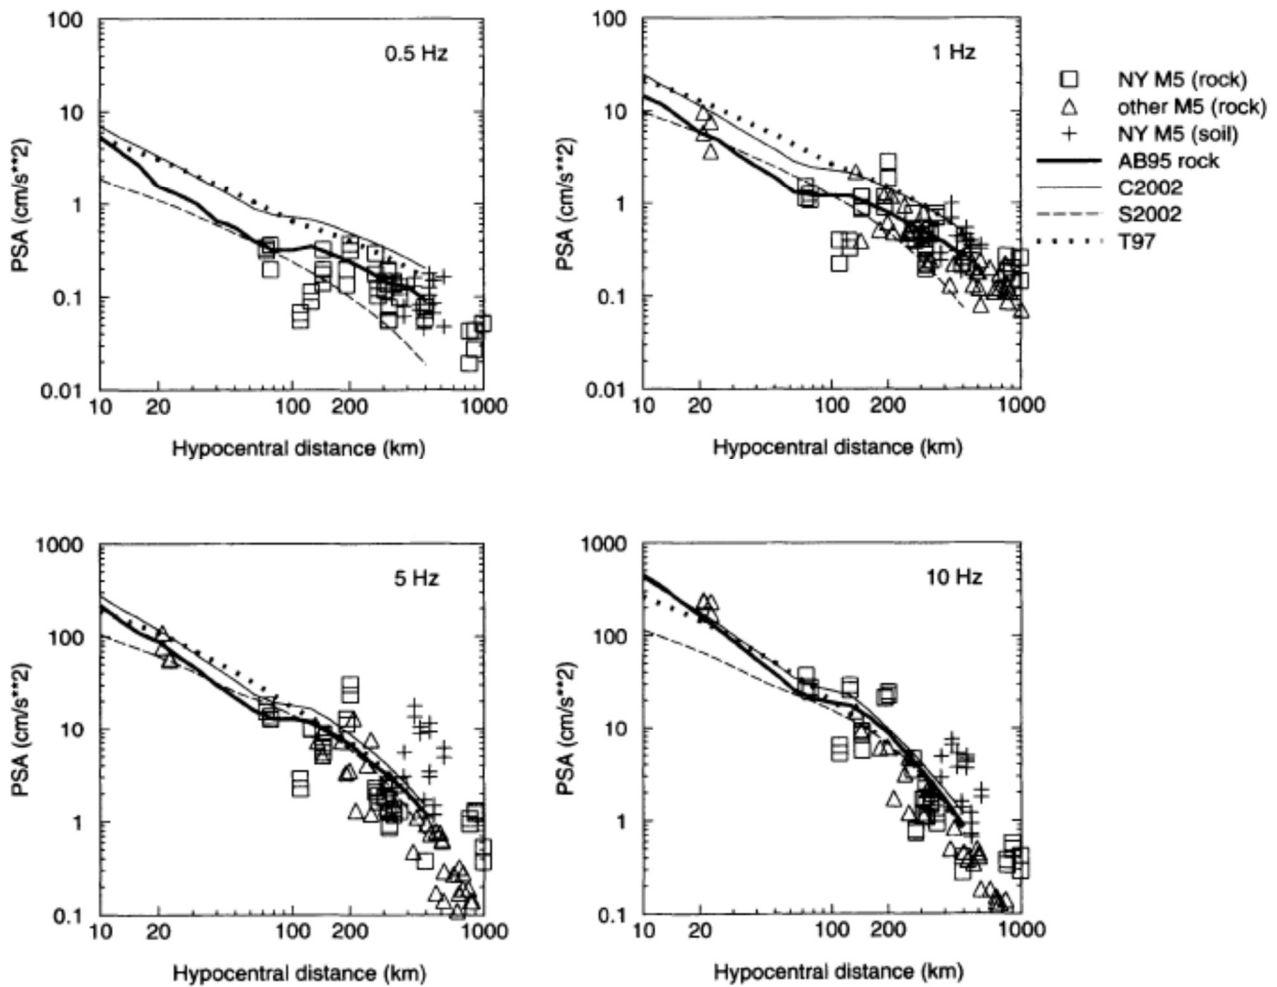 100
10
1
0.1
0.01
PSA (cm/s**2)
0.5 Hz
10 20 100 200 1000
Hypocentral distance (km)
100
10
1
0.1
0.01
PSA (cm/s**2)
1 Hz
10 20 100 200 1000
Hypocentral distance (km)
NY M5 (rock)
other M5 (rock)
NY M5 (soil)
AB95 rock
C2002
S2002
T97
1000
100
10
1
0.1
PSA (cm/s**2)
5 Hz
10 20 100 200 1000
Hypocentral distance (km)
1000
100
10
1
0.1
PSA (cm/s**2)
10 Hz
10 20 100 200 1000
Hypocentral distance (km)